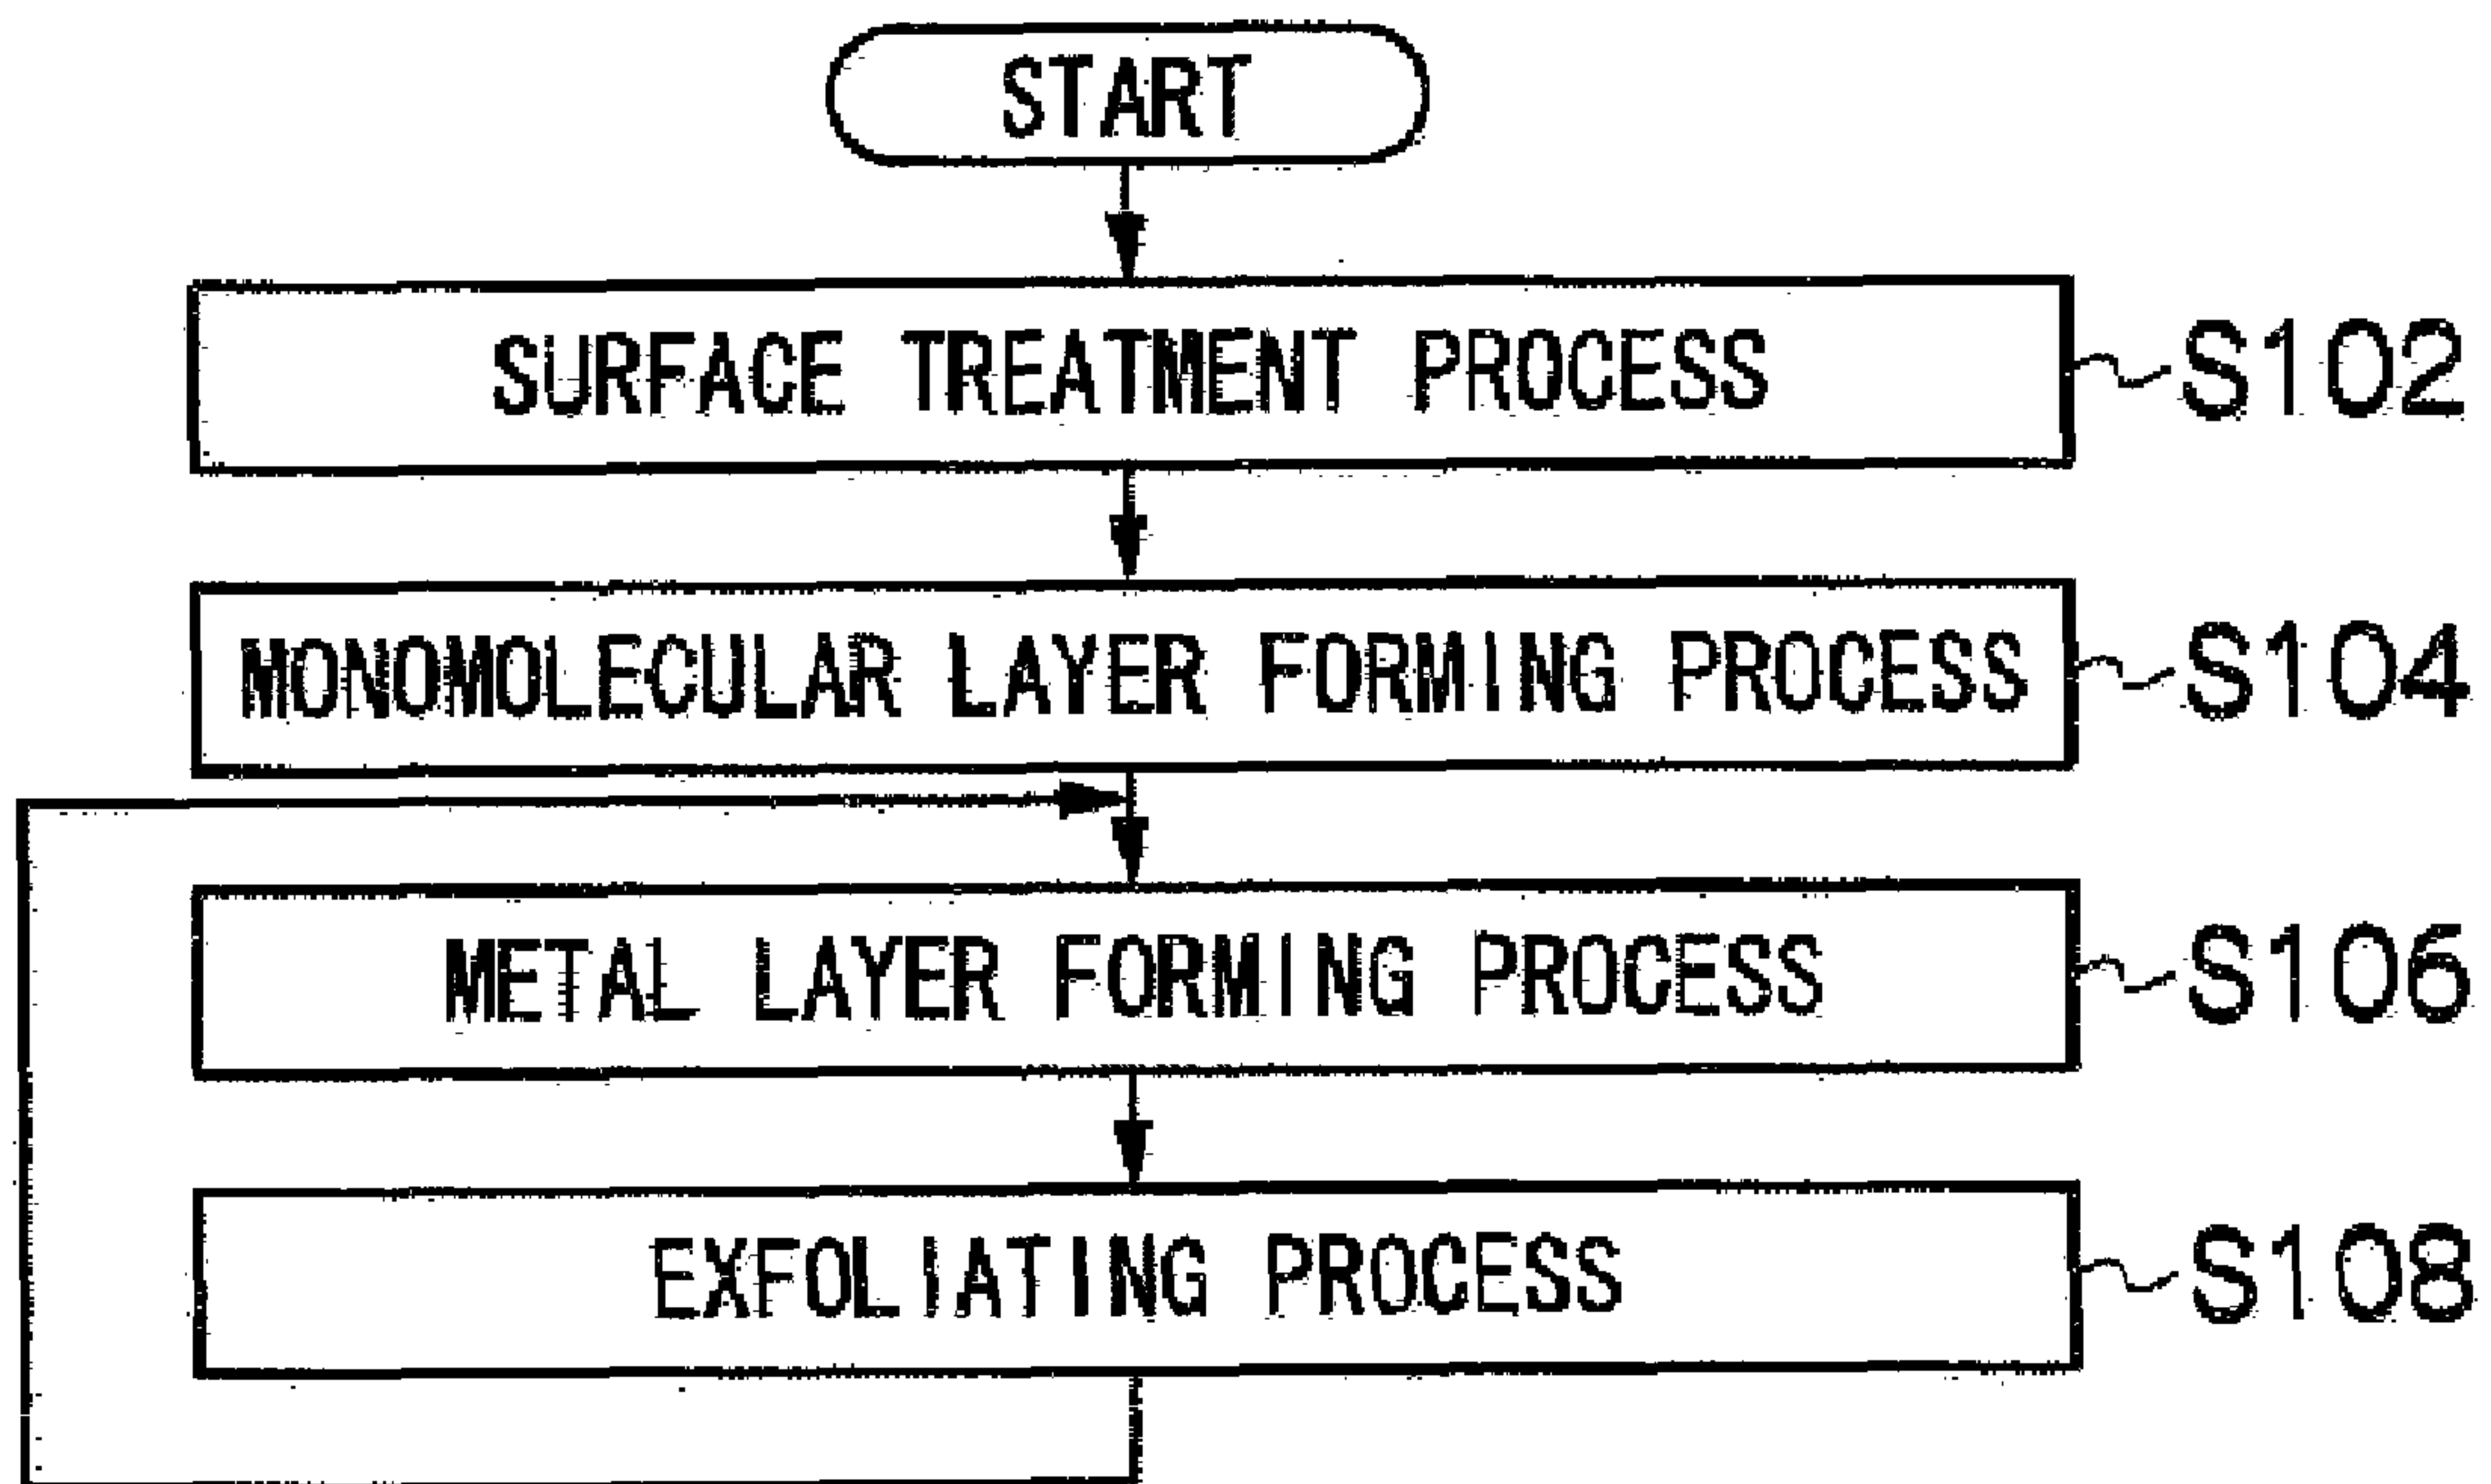 START
SURFACE TREATMENT PROCESS S102
MONOMOLECULAR LAYER FORMING PROCESS S104
METAL LAYER FORMING PROCESS S106
EXFOLIATING PROCESS S108